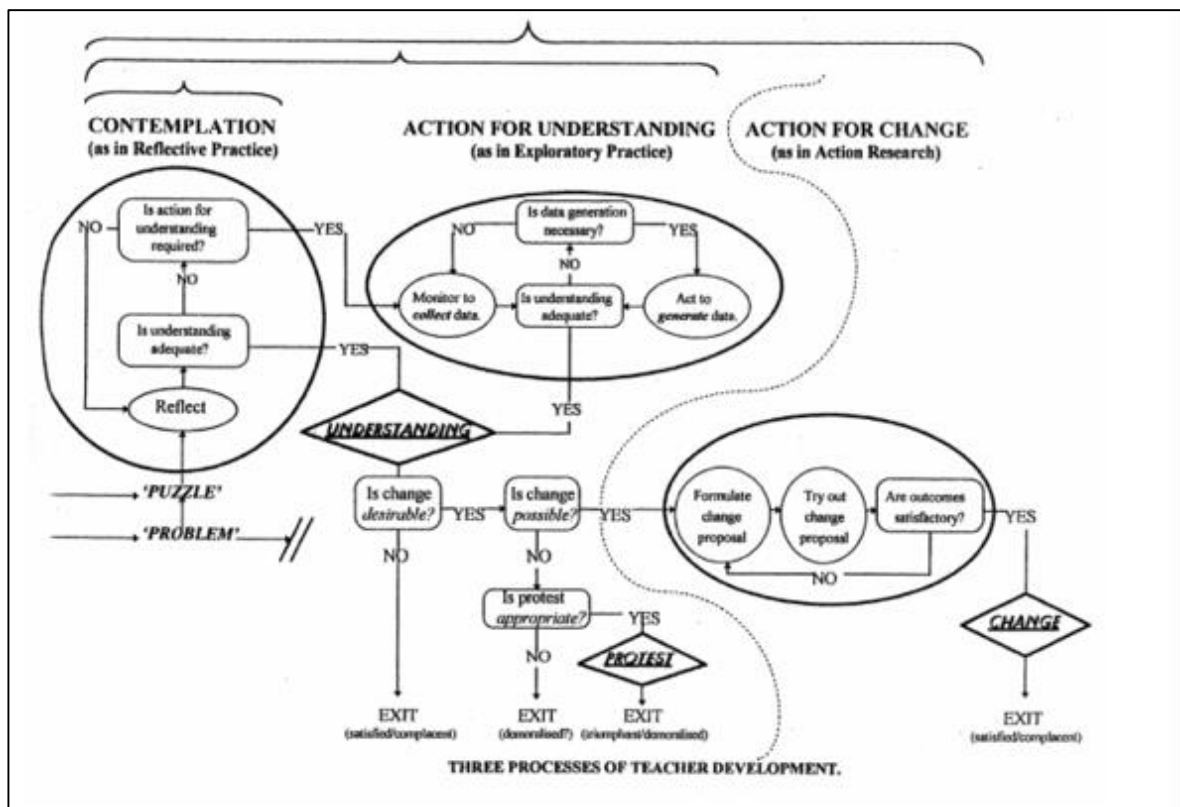 CONTEMPLATION
(as in Reflective Practice)
ACTION FOR UNDERSTANDING
(as in Exploratory Practice)
ACTION FOR CHANGE
(as in Action Research)
Is action for
understanding
required?
NO
YES
NO
Is understanding
adequate?
YES
Reflect
'PUZZLE'
'PROBLEM'
Is data generation
necessary?
NO
YES
NO
Monitor to
collect data.
Is understanding
adequate?
Act to
generate data.
YES
UNDERSTANDING
Is change
desirable?
YES
Is change
possible?
YES
NO
NO
Is protest
appropriate?
YES
NO
PROTEST
Formulate
change
proposal
Try out
change
proposal
Are outcomes
satisfactory?
YES
NO
CHANGE
EXIT
(satisfied/complacent)
EXIT
(demoralised?)
EXIT
(triumphant/demoralised)
EXIT
(satisfied/complacent)
THREE PROCESSES OF TEACHER DEVELOPMENT.